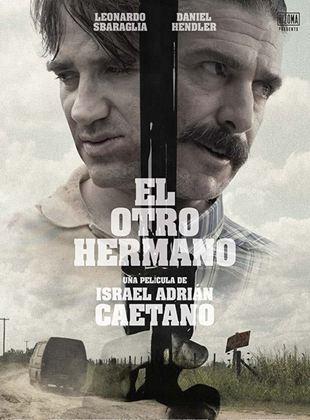 LEONARDO
SBARAGLIA
DANIEL
HENDLER
EL
OTRO
HERMANO
UNA PELÍCULA DE
ISRAEL ADRIÁN
CAETANO